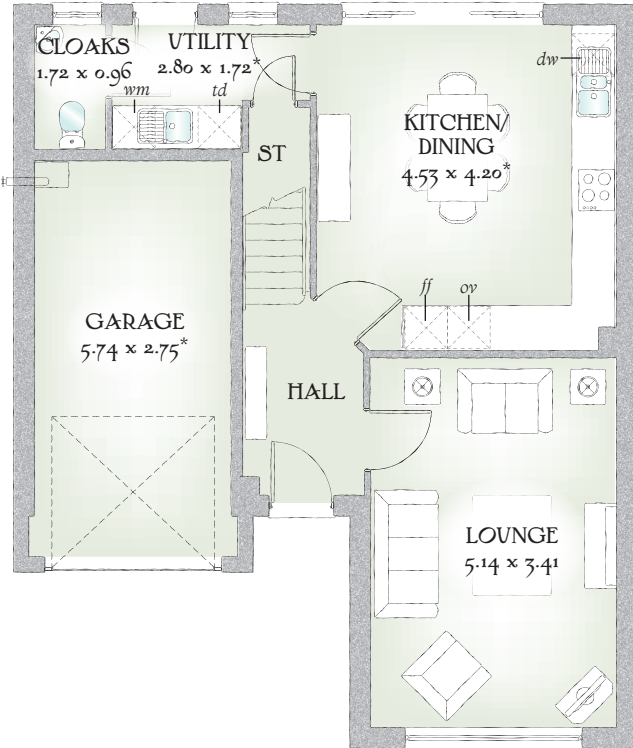 CLOAKS
1.72 x 0.96
UTILITY
2.80 x 1.72*
wm
td
ST
dw
KITCHEN/
DINING
4.53 x 4.20*
ff
ov
GARAGE
5.74 x 2.75*
HALL
LOUNGE
5.14 x 3.41